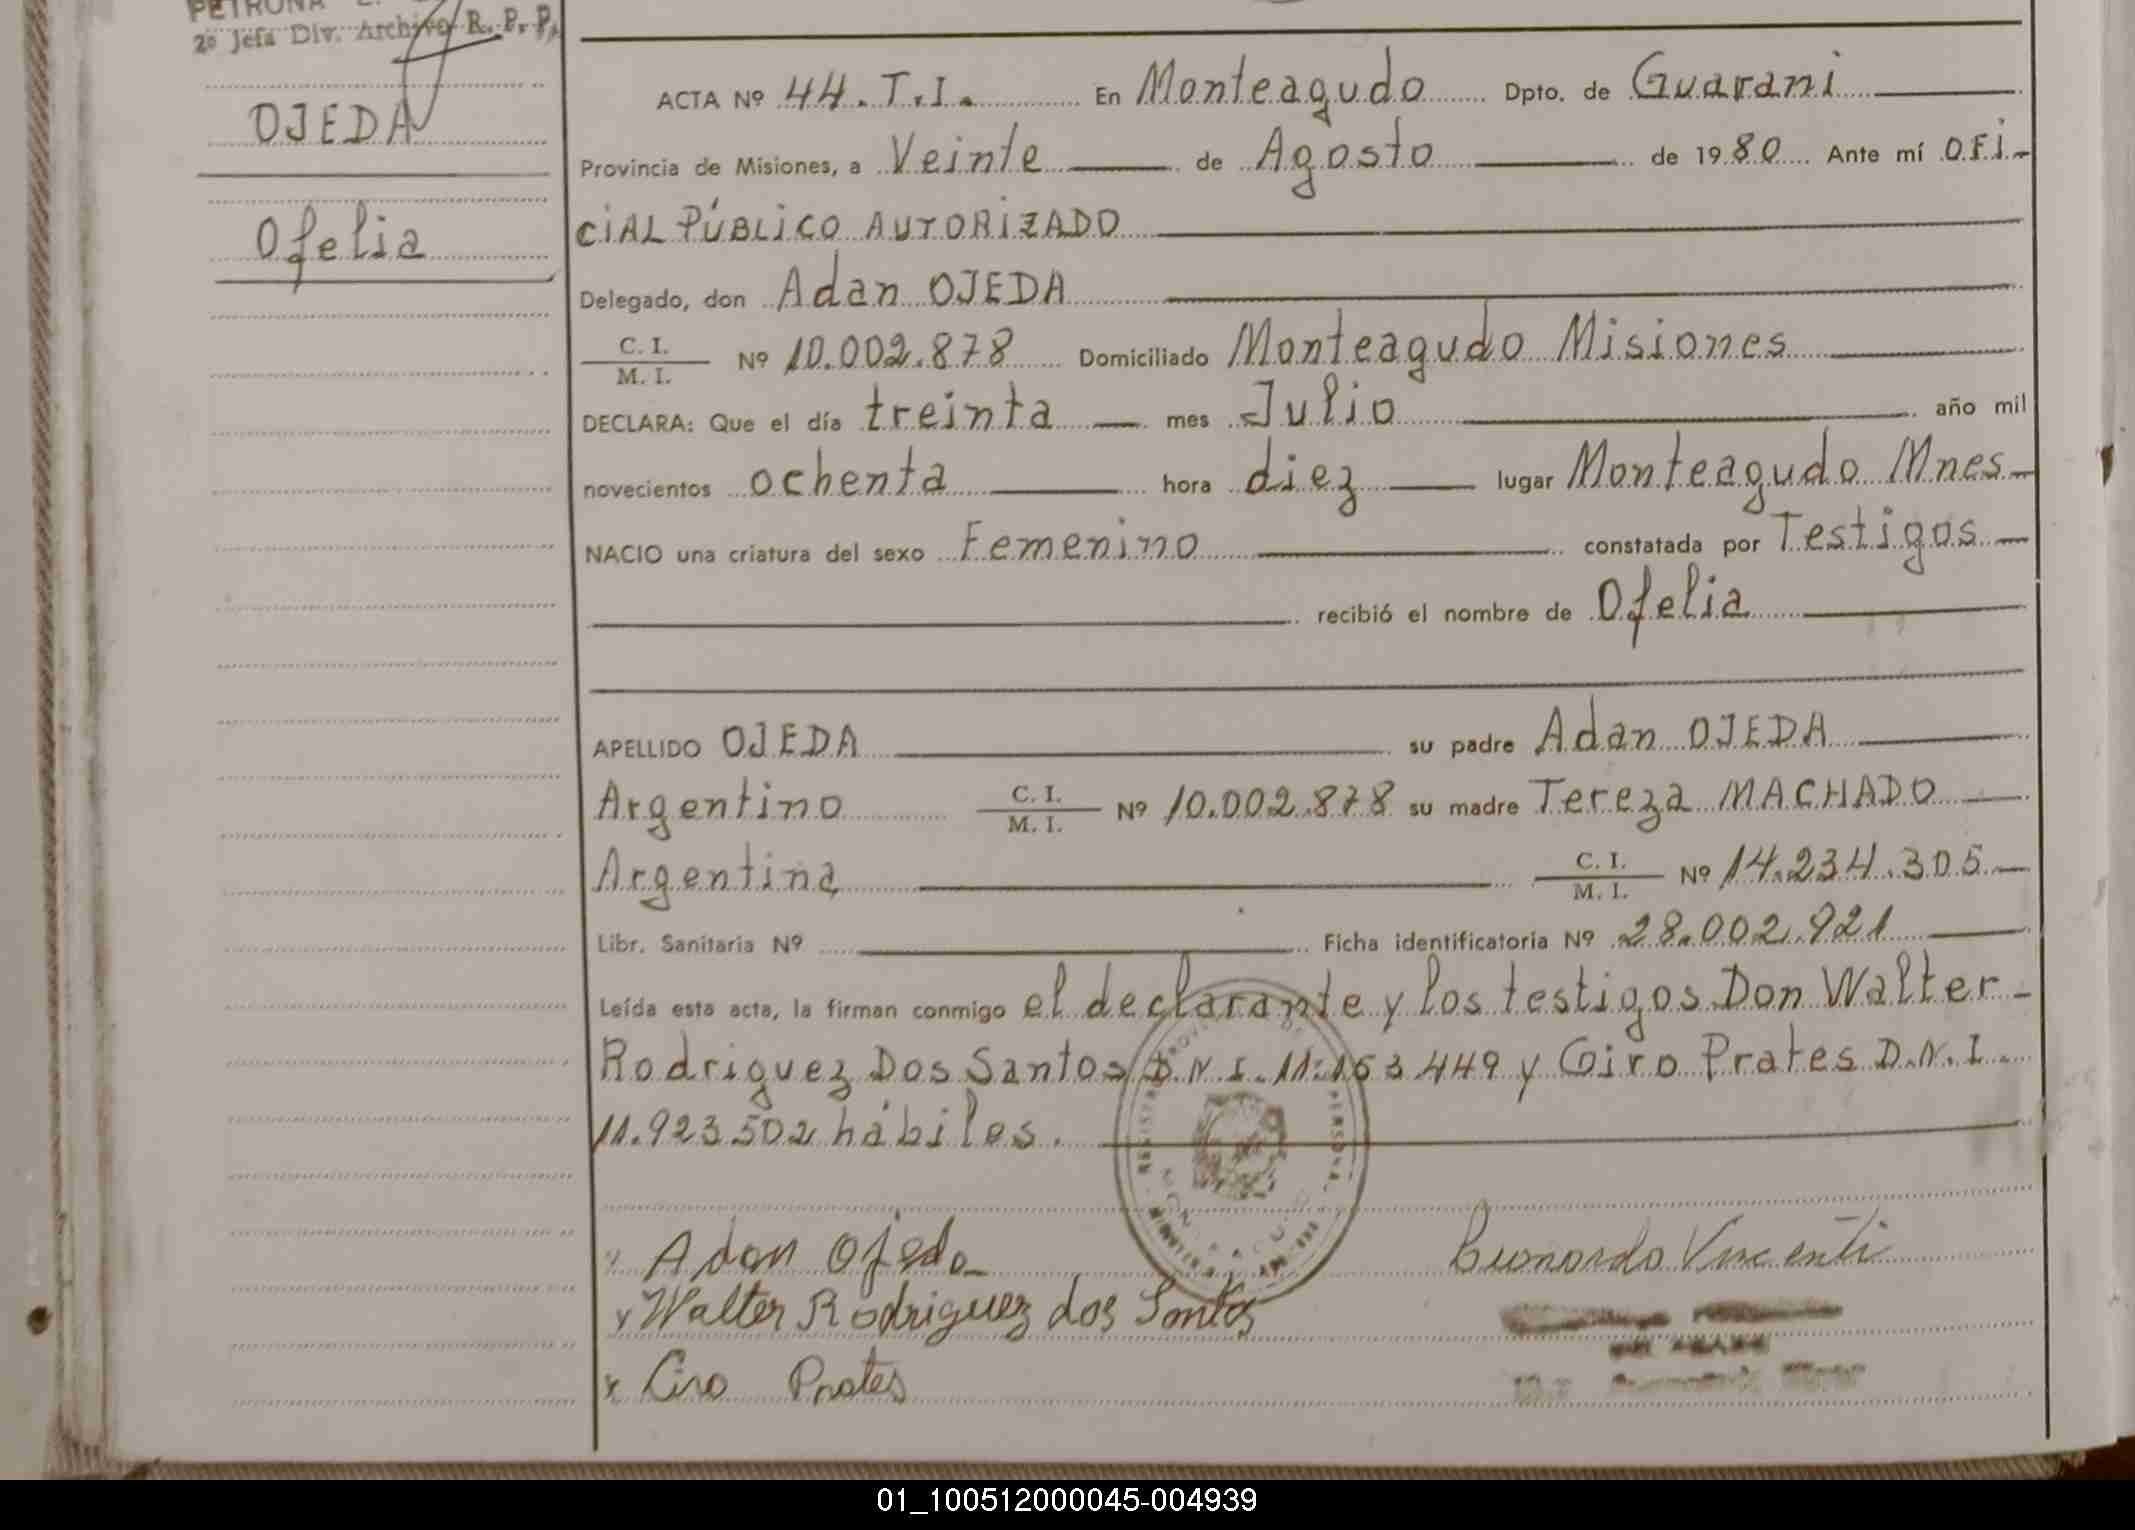 PETRONA
2º Jefa Div. Archivo R. P. P.
OJEDA
Ofelia
ACTA Nº 44. T.I. En Monteagudo Dpto. de Guarani
Provincia de Misiones, a Veinte de Agosto de 1980 Ante mí OFI-
CIAL PÚBLICO AUTORIZADO
Delegado, don Adan OJEDA
C. I.
M. I.
Nº 10.002.878 Domiciliado Monteagudo Misiones
DECLARA: Que el día treinta mes Julio año mil
novecientos ochenta hora diez lugar Monteagudo Mnes
NACIO una criatura del sexo Femenino constatada por Testigos
recibió el nombre de Ofelia
APELLIDO OJEDA su padre Adan OJEDA
Argentino C. I. M. I. Nº 10.002.878 su madre Tereza MACHADO
Argentina C. I. M. I. Nº 14.234.305
Libr. Sanitaria Nº Ficha identificatoria Nº 28.002.921
Leída esta acta, la firman conmigo el declarante y los testigos Don Walter
Rodriguez Dos Santos D.N.I. 11.153.449 y Ciro Prates D.N.I.
11.923.502 hábiles.
Adan Ojeda
Walter Rodriguez dos Santos
Ciro Prates
Vincenti
01_100512000045-004939